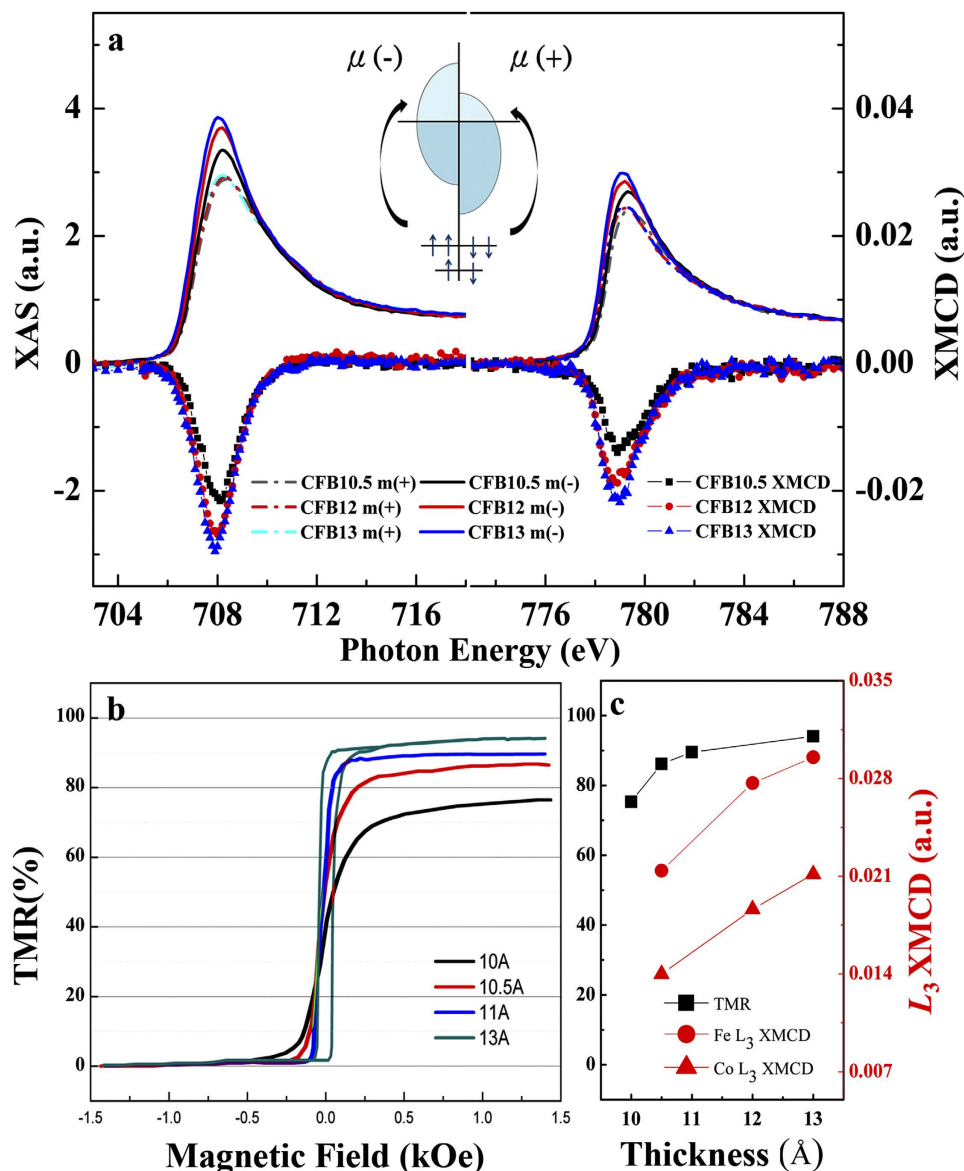 a
μ (-)
μ (+)
XAS (a.u.)
4
2
0
-2
XMCD (a.u.)
0.04
0.02
0.00
-0.02
CFB10.5 m(+)
CFB12 m(+)
CFB13 m(+)
CFB10.5 m(-)
CFB12 m(-)
CFB13 m(-)
CFB10.5 XMCD
CFB12 XMCD
CFB13 XMCD
704 708 712 716 776 780 784 788
Photon Energy (eV)
b
TMR(%)
100
80
60
40
20
0
10A
10.5A
11A
13A
-1.5 -1.0 -0.5 0.0 0.5 1.0 1.5
Magnetic Field (kOe)
c
100
80
60
40
20
0
0.035
0.028
0.021
0.014
0.007
L₃ XMCD (a.u.)
TMR
Fe L₃ XMCD
Co L₃ XMCD
10 11 12 13
Thickness (Å)